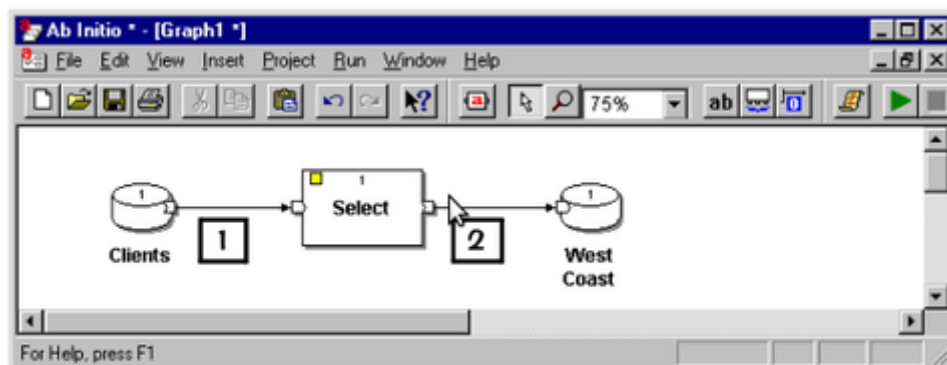 Ab Initio * - [Graph1 *]
File Edit View Insert Project Run Window Help
75% ab
1 1 1
Select
1 2
Clients West
Coast
For Help, press F1